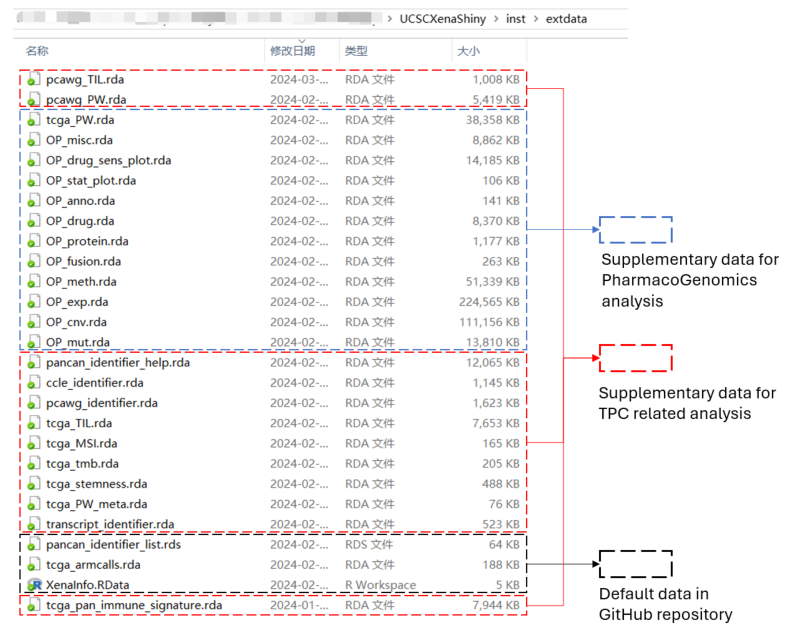 UCSCXenaShiny > inst > extdata
名称 修改日期 类型 大小
pcawg_TIL.rda 2024-03-... RDA 文件 1,008 KB
pcawg_PW.rda 2024-02-... RDA 文件 5,419 KB
tcga_PW.rda 2024-02-... RDA 文件 38,358 KB
OP_misc.rda 2024-02-... RDA 文件 8,862 KB
OP_drug_sens_plot.rda 2024-02-... RDA 文件 14,185 KB
OP_stat_plot.rda 2024-02-... RDA 文件 106 KB
OP_anno.rda 2024-02-... RDA 文件 141 KB
OP_drug.rda 2024-02-... RDA 文件 8,370 KB
OP_protein.rda 2024-02-... RDA 文件 1,177 KB
OP_fusion.rda 2024-02-... RDA 文件 263 KB
OP_meth.rda 2024-02-... RDA 文件 51,339 KB
OP_exp.rda 2024-02-... RDA 文件 224,565 KB
OP_cnv.rda 2024-02-... RDA 文件 111,156 KB
OP_mut.rda 2024-02-... RDA 文件 13,810 KB
pancan_identifier_help.rda 2024-02-... RDA 文件 12,065 KB
ccle_identifier.rda 2024-02-... RDA 文件 1,145 KB
pcawg_identifier.rda 2024-02-... RDA 文件 1,623 KB
tcga_TIL.rda 2024-02-... RDA 文件 7,653 KB
tcga_MSI.rda 2024-02-... RDA 文件 165 KB
tcga_tmb.rda 2024-02-... RDA 文件 205 KB
tcga_stemness.rda 2024-02-... RDA 文件 488 KB
tcga_PW_meta.rda 2024-02-... RDA 文件 76 KB
transcript_identifier.rda 2024-02-... RDA 文件 523 KB
pancan_identifier_list.rds 2024-02-... RDS 文件 64 KB
tcga_armcalls.rda 2024-02-... RDA 文件 188 KB
XenaInfo.RData 2024-02-... R Workspace 5 KB
tcga_pan_immune_signature.rda 2024-01-... RDA 文件 7,944 KB
Supplementary data for
PharmacoGenomics
analysis
Supplementary data for
TPC related analysis
Default data in
GitHub repository